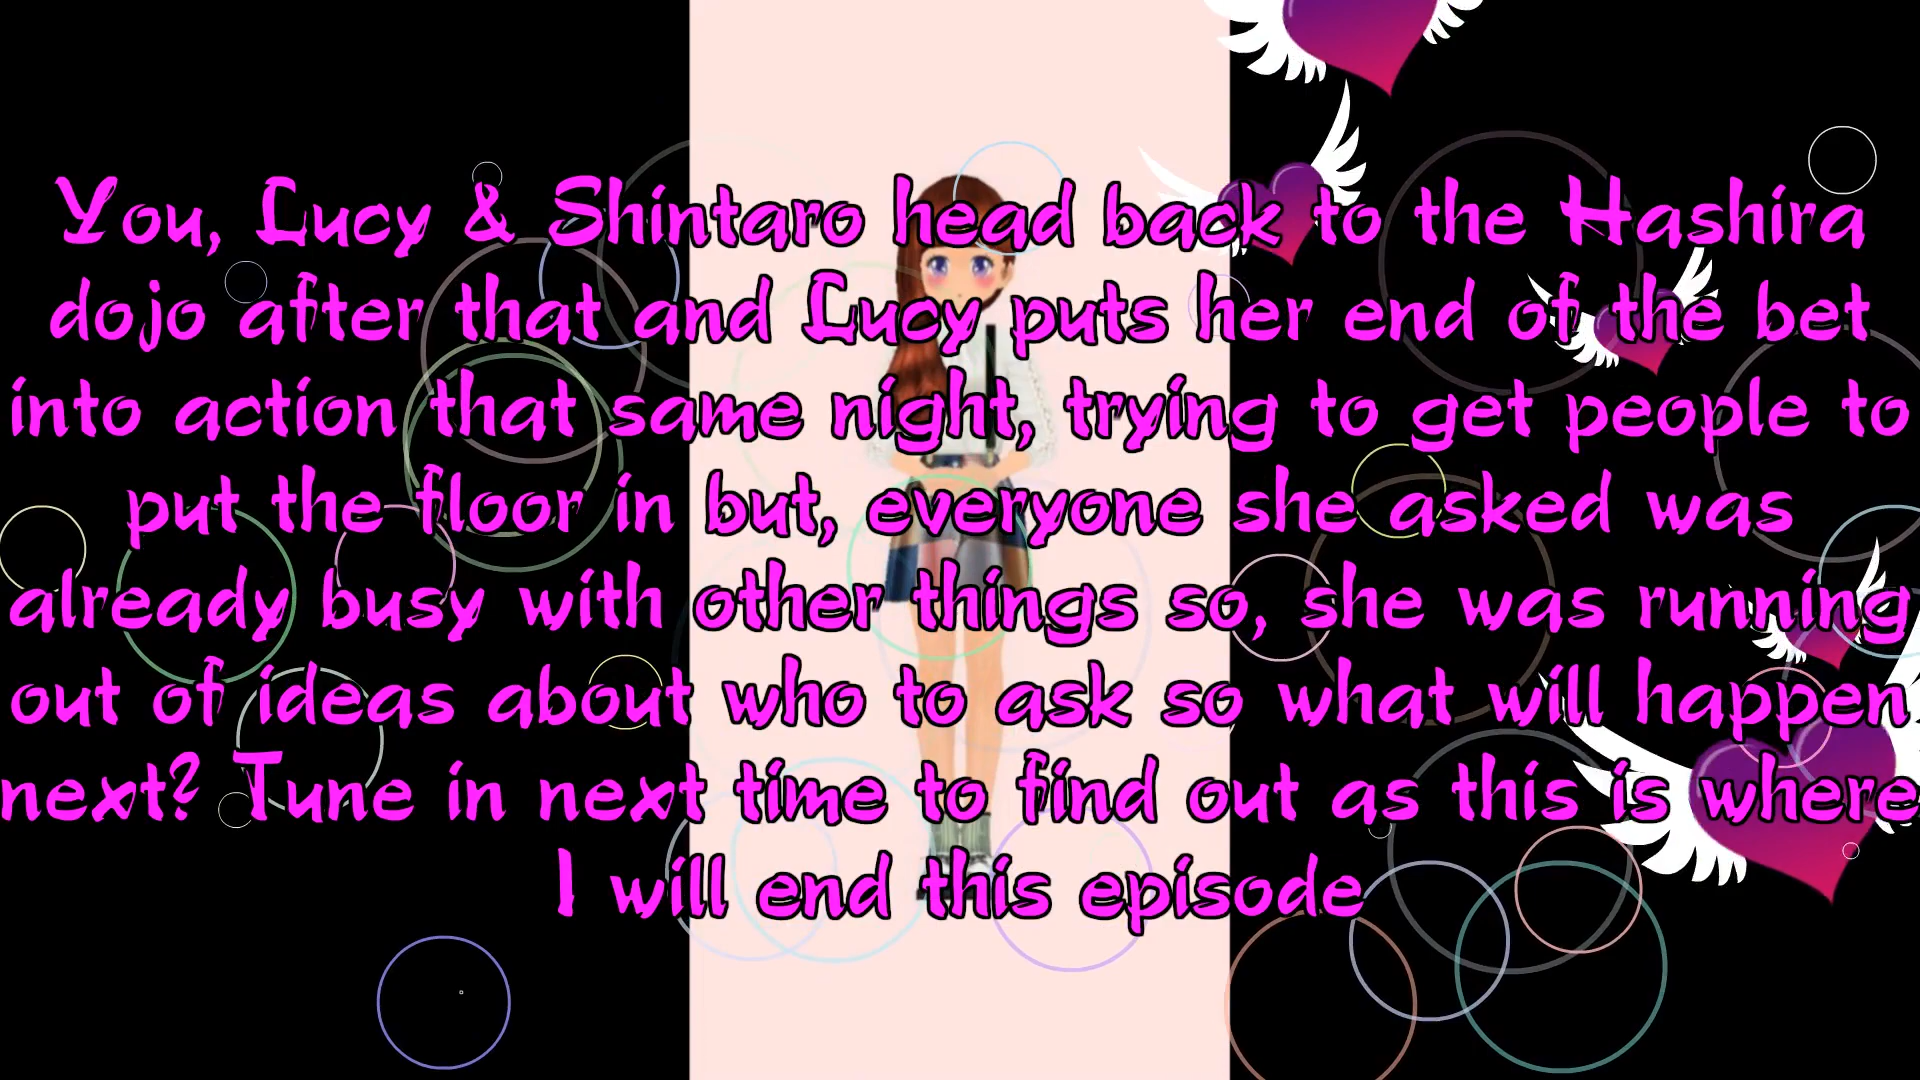 You, Lucy & Shintaro head back to the Hashira
dojo after that and Lucy puts her end of the bet
into action that same night, trying to get people to
put the floor in but, everyone she asked was
already busy with other things so, she was running
out of ideas about who to ask so what will happen
next? Tune in next time to find out as this is where
I will end this episode